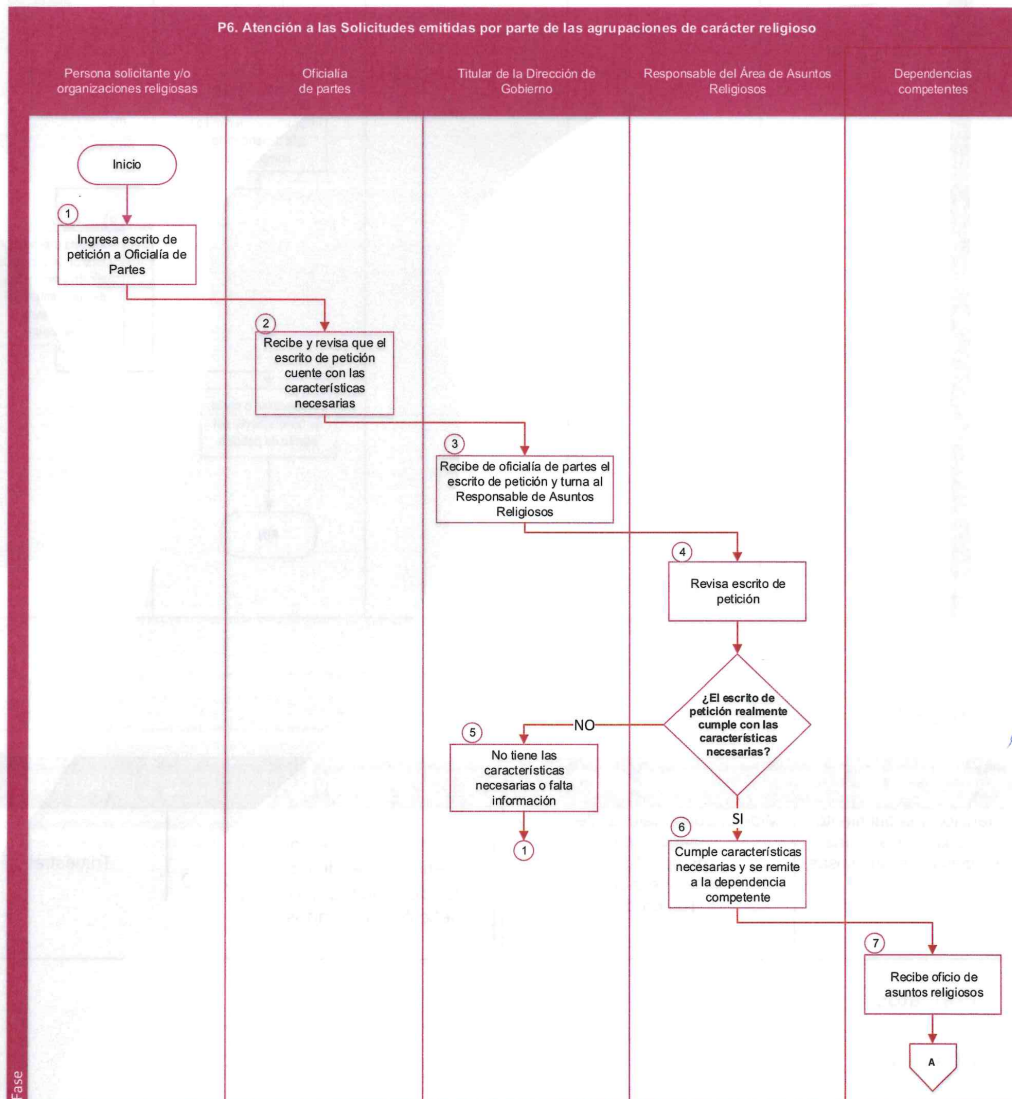 P6. Atención a las Solicitudes emitidas por parte de las agrupaciones de carácter religioso
Persona solicitante y/o
organizaciones religiosas
Oficialía
de partes
Titular de la Dirección de
Gobierno
Responsable del Área de Asuntos
Religiosos
Dependencias
competentes
Inicio
1
Ingresa escrito de
petición a Oficialía de
Partes
2
Recibe y revisa que el
escrito de petición
cuente con las
características
necesarias
3
Recibe de oficialía de partes el
escrito de petición y turna al
Responsable de Asuntos
Religiosos
4
Revisa escrito de
petición
¿El escrito de
petición realmente
cumple con las
características
necesarias?
NO
5
No tiene las
características
necesarias o falta
información
1
SI
6
Cumple características
necesarias y se remite
a la dependencia
competente
7
Recibe oficio de
asuntos religiosos
A
Fase